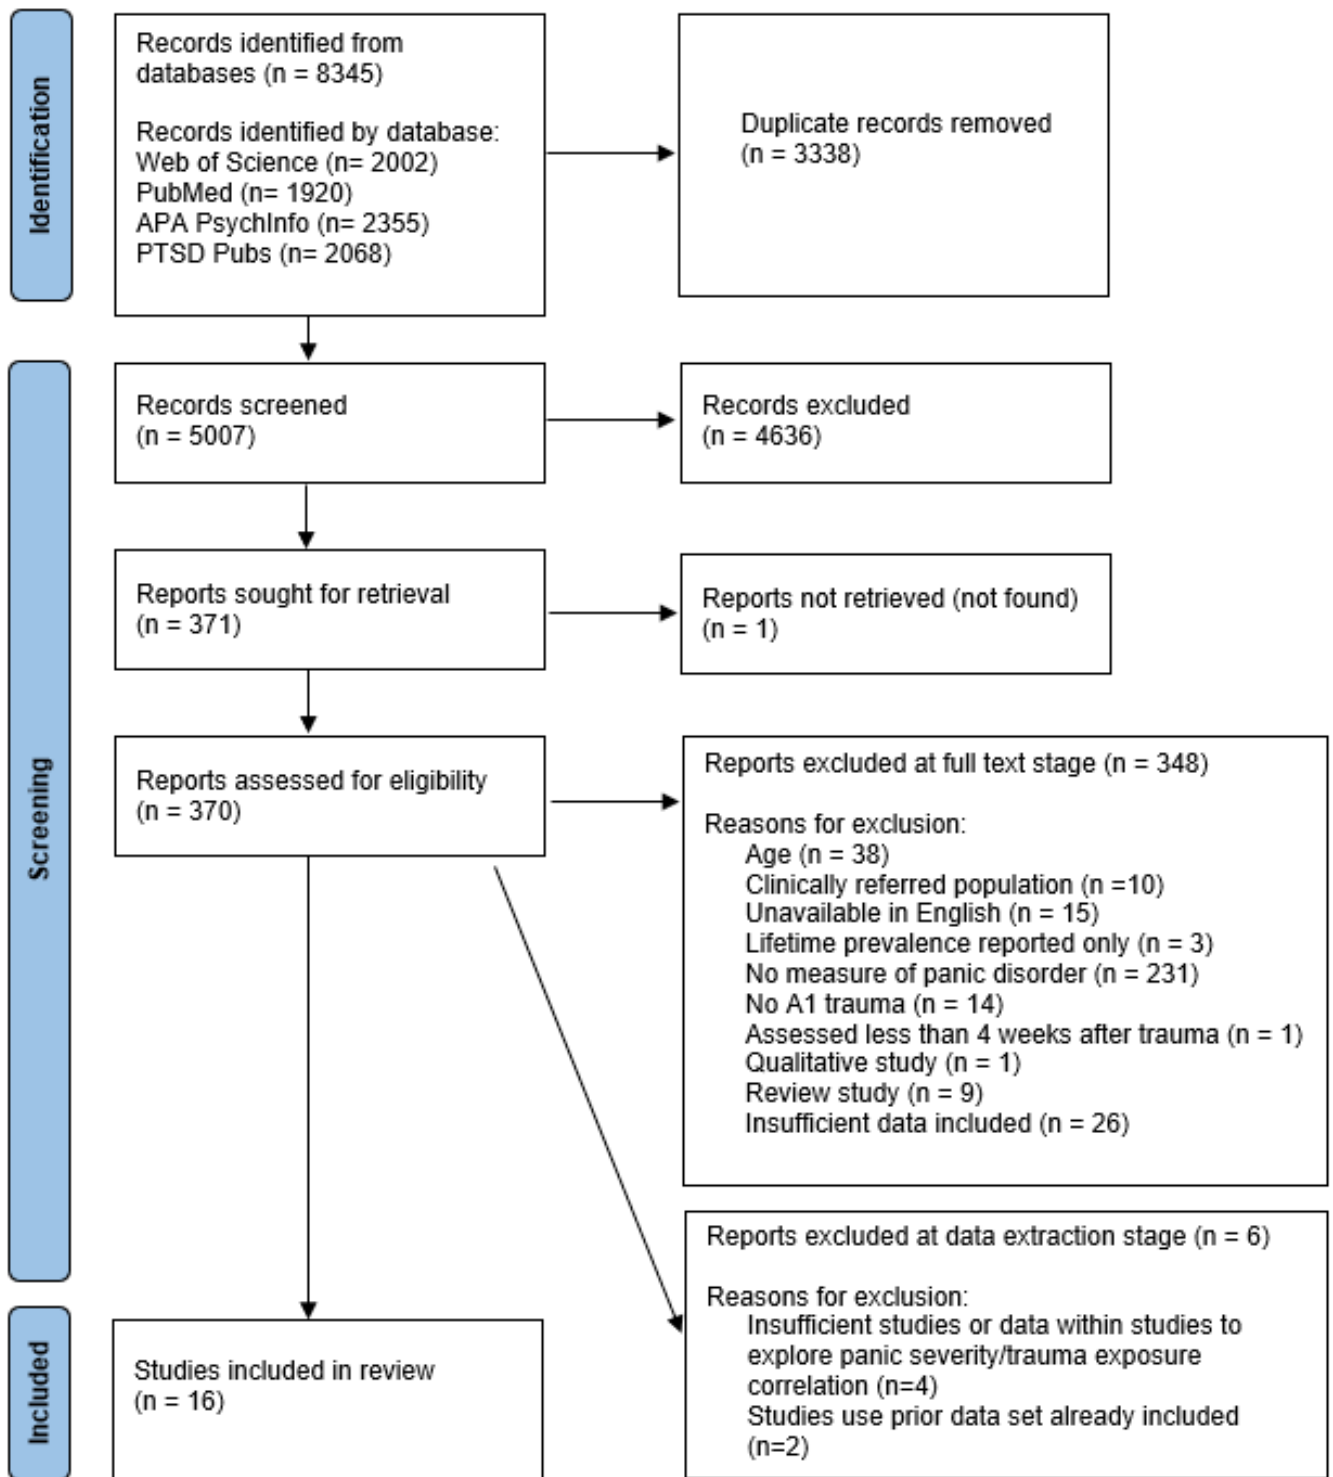 Identification
Records identified from
databases (n = 8345)
Records identified by database:
Web of Science (n= 2002)
PubMed (n= 1920)
APA PsychInfo (n= 2355)
PTSD Pubs (n= 2068)
Duplicate records removed
(n = 3338)
Screening
Records screened
(n = 5007)
Records excluded
(n = 4636)
Reports sought for retrieval
(n = 371)
Reports not retrieved (not found)
(n = 1)
Reports assessed for eligibility
(n = 370)
Reports excluded at full text stage (n = 348)
Reasons for exclusion:
Age (n = 38)
Clinically referred population (n =10)
Unavailable in English (n = 15)
Lifetime prevalence reported only (n = 3)
No measure of panic disorder (n = 231)
No A1 trauma (n = 14)
Assessed less than 4 weeks after trauma (n = 1)
Qualitative study (n = 1)
Review study (n = 9)
Insufficient data included (n = 26)
Reports excluded at data extraction stage (n = 6)
Reasons for exclusion:
Insufficient studies or data within studies to
explore panic severity/trauma exposure
correlation (n=4)
Studies use prior data set already included
(n=2)
Included
Studies included in review
(n = 16)